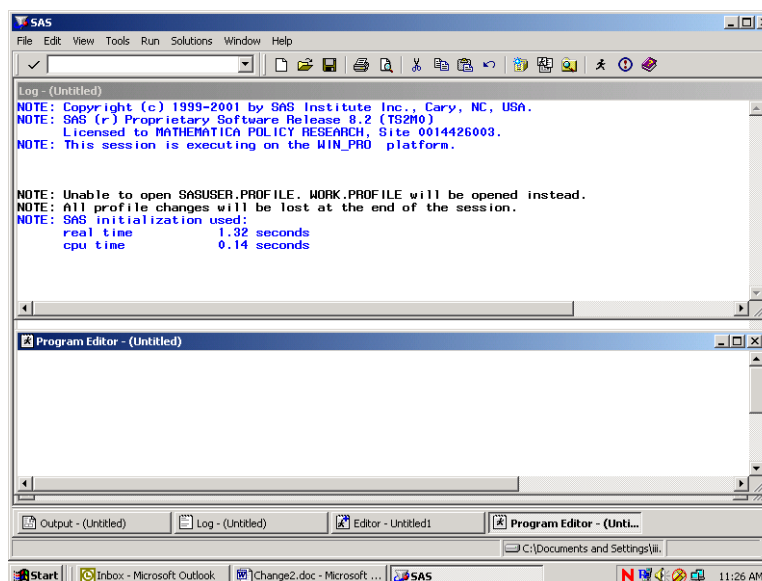 SAS
File Edit View Tools Run Solutions Window Help
Log - (Untitled)
NOTE: Copyright (c) 1999-2001 by SAS Institute Inc., Cary, NC, USA.
NOTE: SAS (r) Proprietary Software Release 8.2 (TS2M0)
Licensed to MATHEMATICA POLICY RESEARCH, Site 0014426003.
NOTE: This session is executing on the WIN_PRO platform.
NOTE: Unable to open SASUSER.PROFILE. WORK.PROFILE will be opened instead.
NOTE: All profile changes will be lost at the end of the session.
NOTE: SAS initialization used:
real time 1.32 seconds
cpu time 0.14 seconds
Program Editor - (Untitled)
Output - (Untitled) Log - (Untitled) Editor - Untitled1 Program Editor - (Unti...
C:\Documents and Settings\iii.
Start Inbox - Microsoft Outlook Change2.doc - Microsoft ... SAS N 11:26 AM